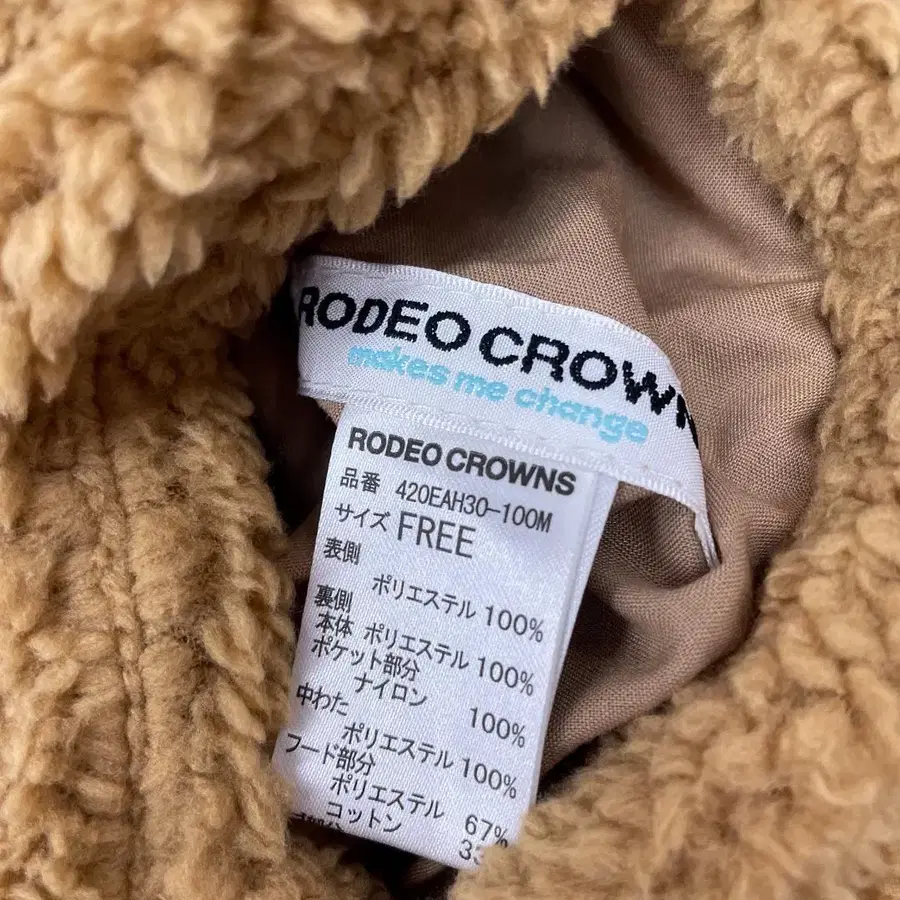 RODEO CROWNS
makes me change
RODEO CROWNS
品番 420EAH30-100M
サイズ FREE
表側
ポリエステル 100%
裏側
本体 ポリエステル 100%
ポケット部分
ナイロン 100%
中わた
ポリエステル 100%
フード部分
ポリエステル 67%
コットン